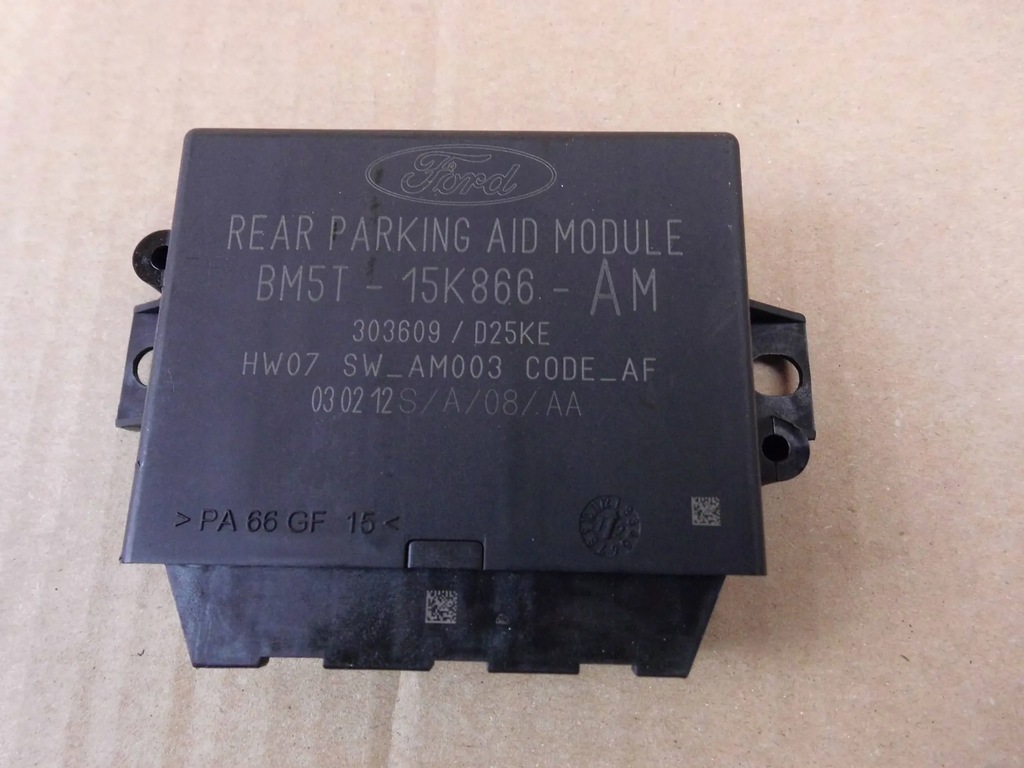 Ford
REAR PARKING AID MODULE
BM5T - 15K866 - AM
303609 / D25KE
HW07 SW_AM003 CODE_AF
03 02 12 S/A/08/AA
>PA 66 GF 15<